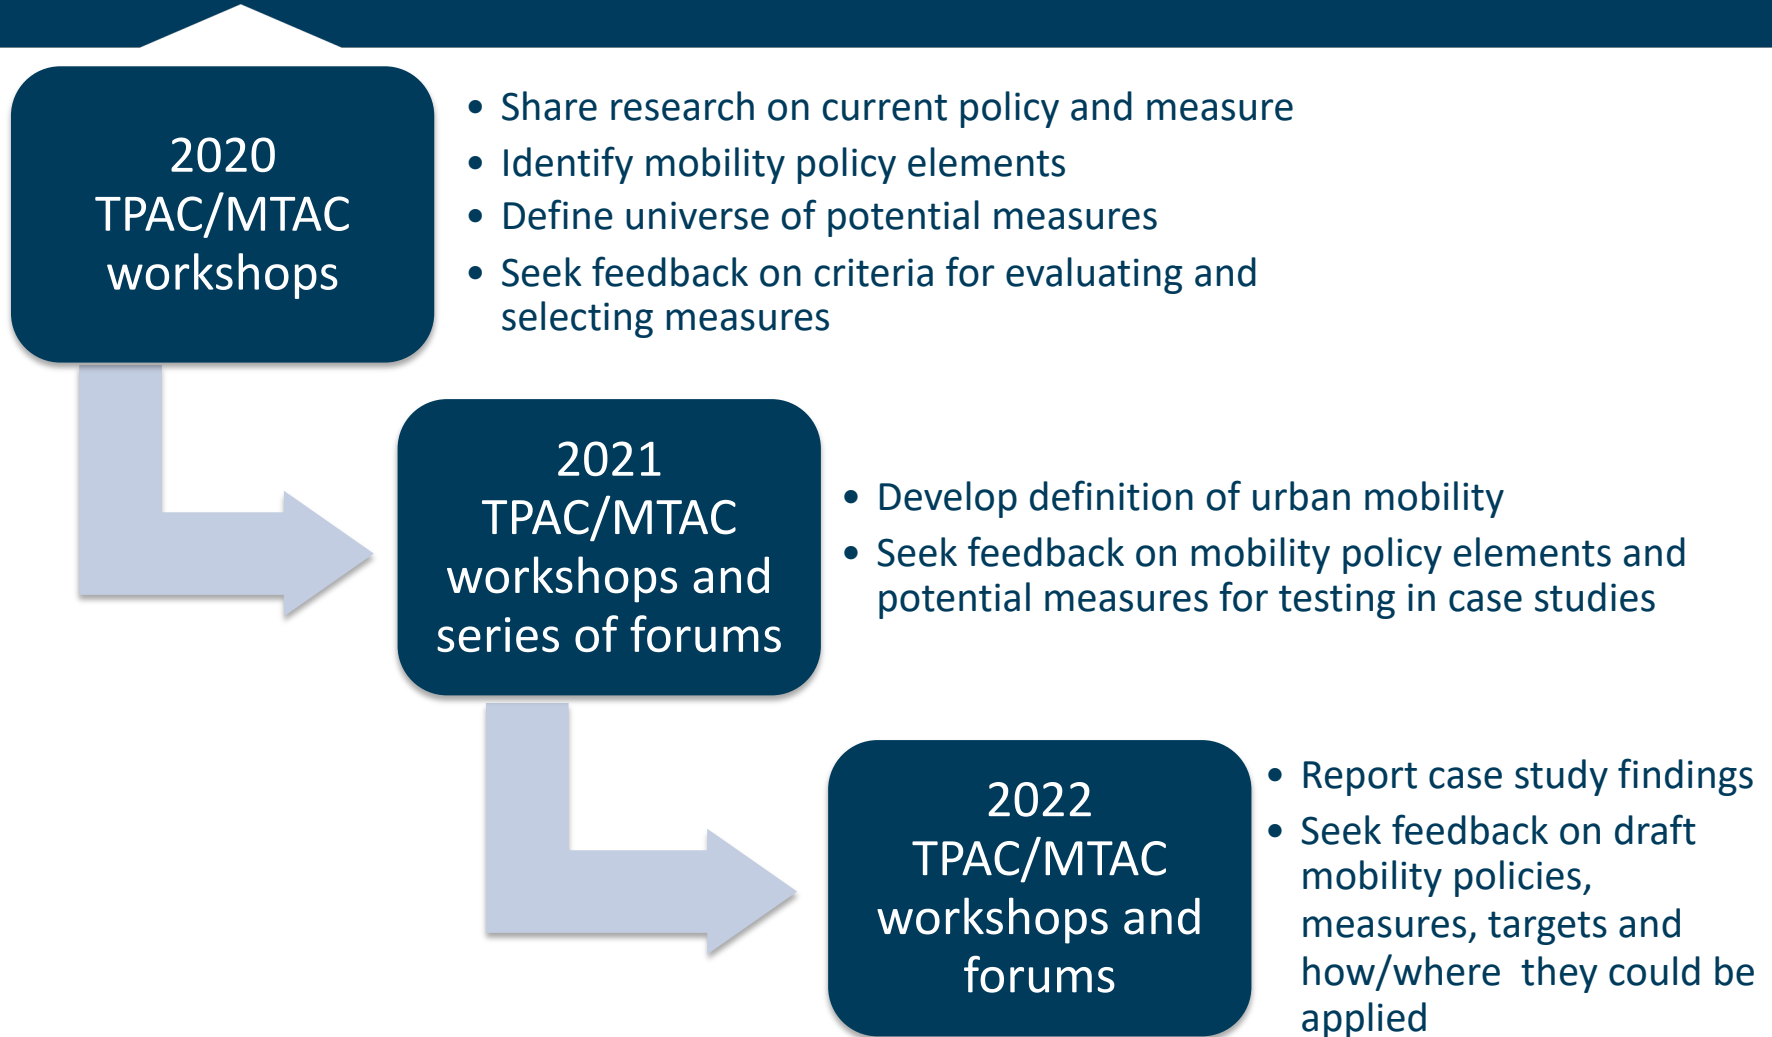 2020
TPAC/MTAC
workshops
• Share research on current policy and measure
• Identify mobility policy elements
• Define universe of potential measures
• Seek feedback on criteria for evaluating and
selecting measures
2021
TPAC/MTAC
workshops and
series of forums
• Develop definition of urban mobility
• Seek feedback on mobility policy elements and
potential measures for testing in case studies
2022
TPAC/MTAC
workshops and
forums
• Report case study findings
• Seek feedback on draft
mobility policies,
measures, targets and
how/where  they could be
applied